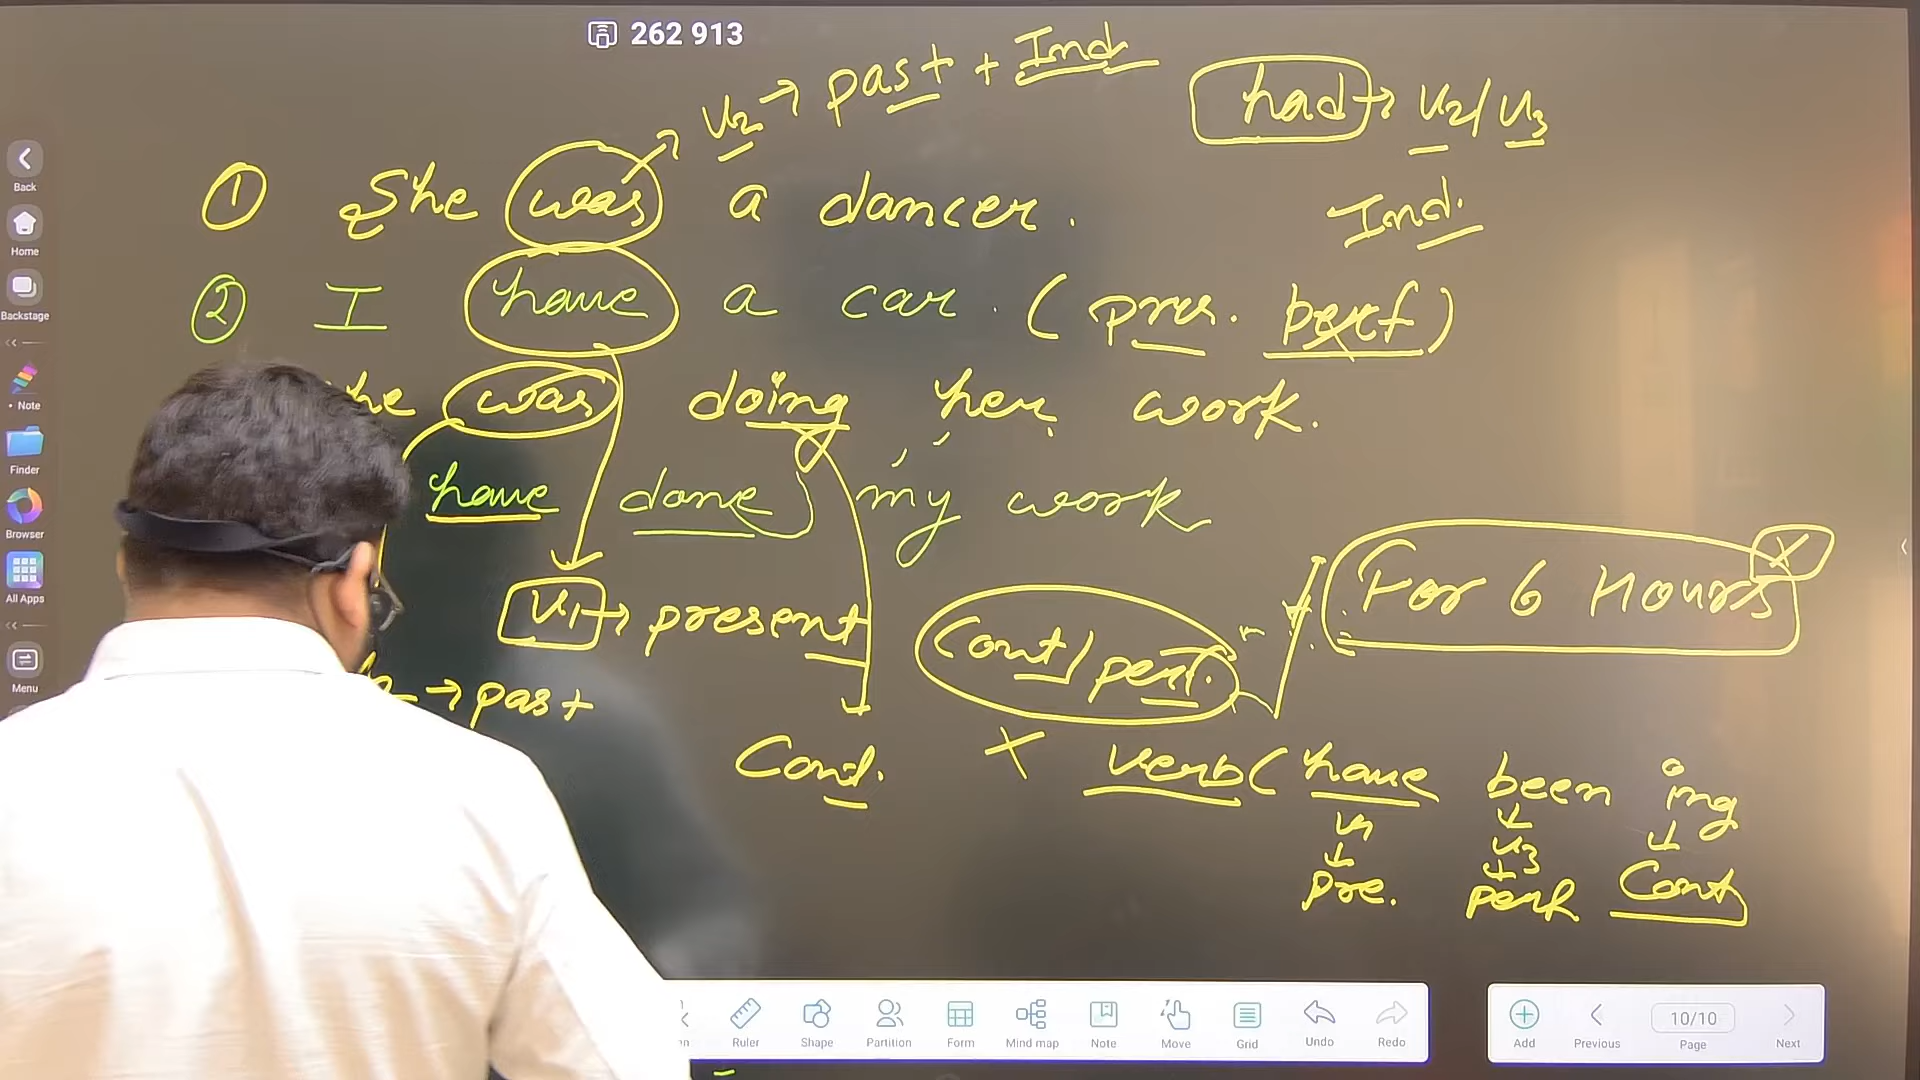 262 913
V2 → past + Ind
had → V2/V3
① She was a dancer.
Ind.
② I have a car. (pres. perf)
he was doing her work.
have done my work
V1 → present
For 6 Hours
X
Cont/perf.
→ past
Cont.
X verb (have been ing
V1 V3
pre. perf Cont
Back
Home
Backstage
Note
Finder
Browser
All Apps
Menu
Ruler
Shape
Partition
Form
Mind map
Note
Move
Grid
Undo
Redo
Add
Previous
10/10
Page
Next